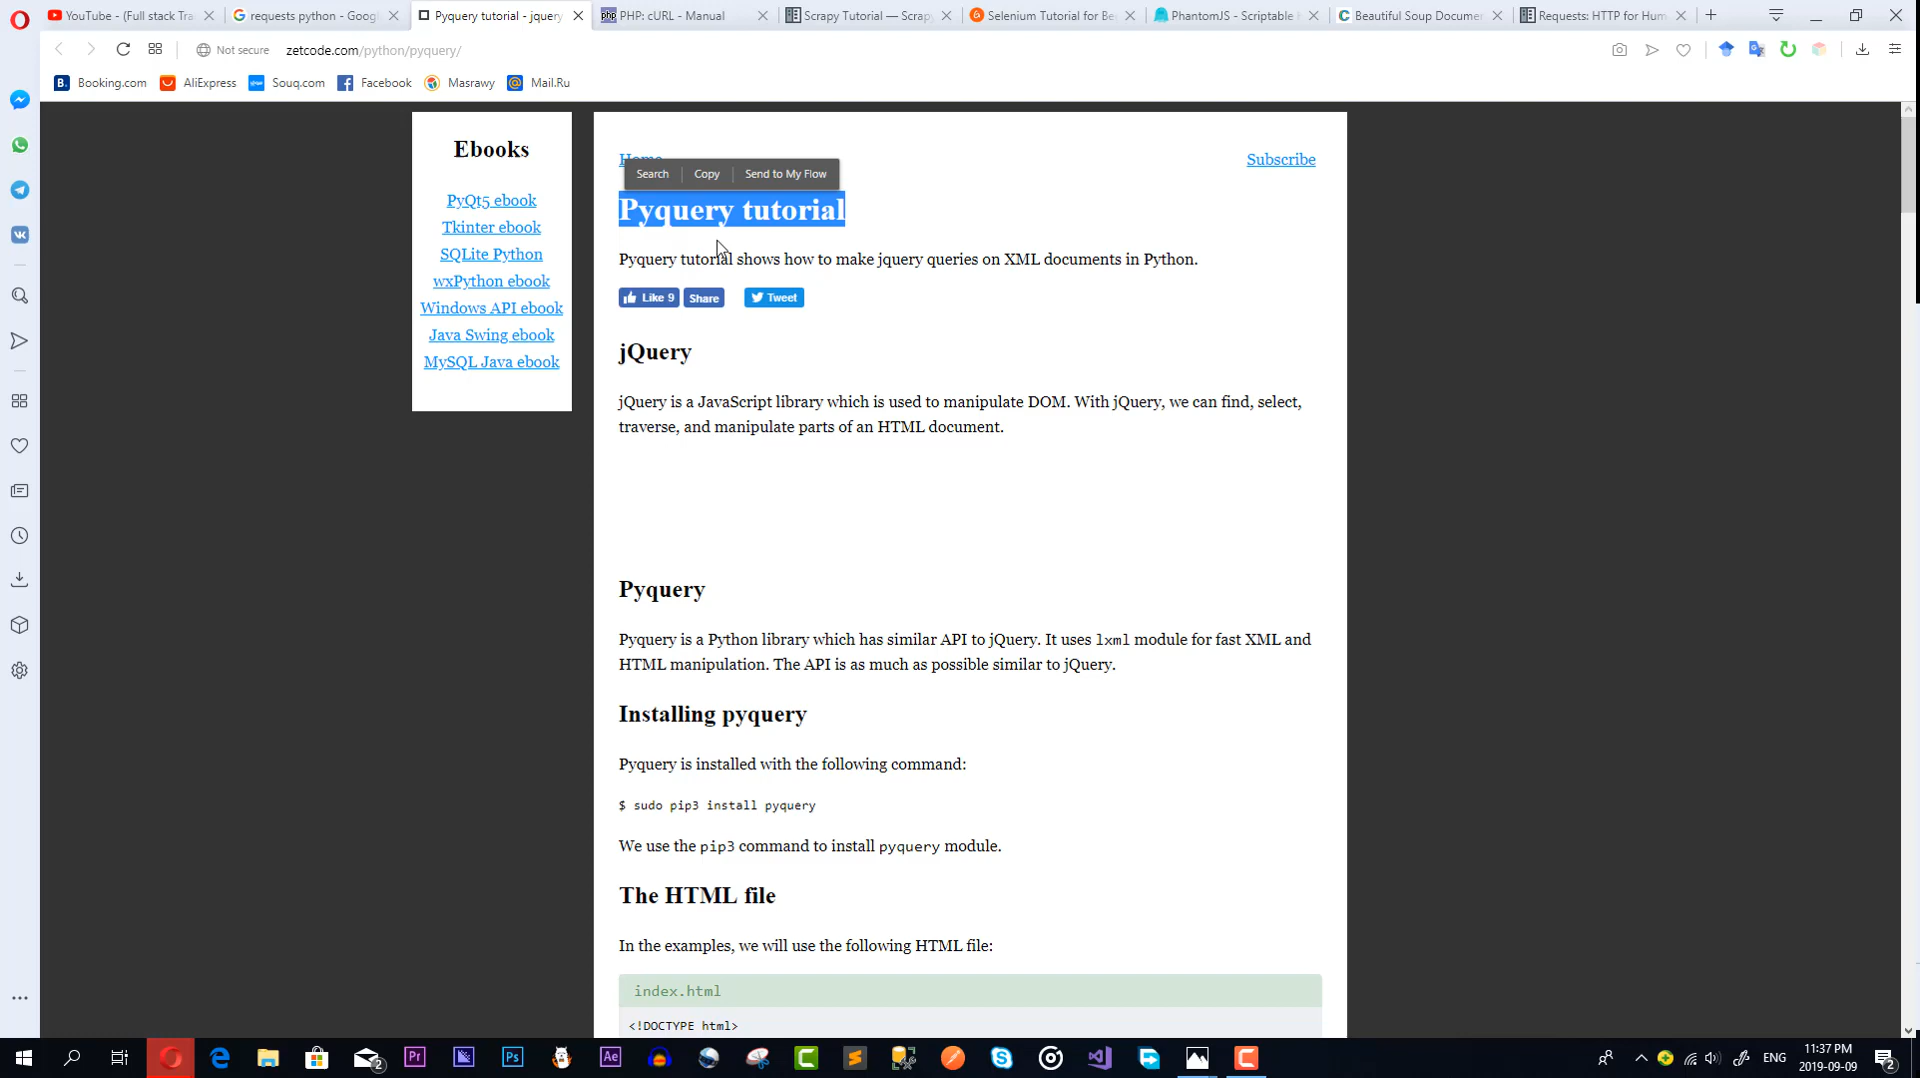 YouTube - (Full stack Tra
requests python - Goog
Pyquery tutorial - jquery
PHP: cURL - Manual
Scrapy Tutorial — Scrap
Selenium Tutorial for Be
PhantomJS - Scriptable
Beautiful Soup Docume
Requests: HTTP for Hum
Not secure
zetcode.com/python/pyquery/
Booking.com
AliExpress
Souq.com
Facebook
Masrawy
Mail.Ru
Ebooks
PyQt5 ebook
Tkinter ebook
SQLite Python
wxPython ebook
Windows API ebook
Java Swing ebook
MySQL Java ebook
Home
Subscribe
Search
Copy
Send to My Flow
Pyquery tutorial
Pyquery tutorial shows how to make jquery queries on XML documents in Python.
Like 9
Share
Tweet
jQuery
jQuery is a JavaScript library which is used to manipulate DOM. With jQuery, we can find, select,
traverse, and manipulate parts of an HTML document.
Pyquery
Pyquery is a Python library which has similar API to jQuery. It uses lxml module for fast XML and
HTML manipulation. The API is as much as possible similar to jQuery.
Installing pyquery
Pyquery is installed with the following command:
$ sudo pip3 install pyquery
We use the pip3 command to install pyquery module.
The HTML file
In the examples, we will use the following HTML file:
index.html
<!DOCTYPE html>
ENG
11:37 PM
2019-09-09